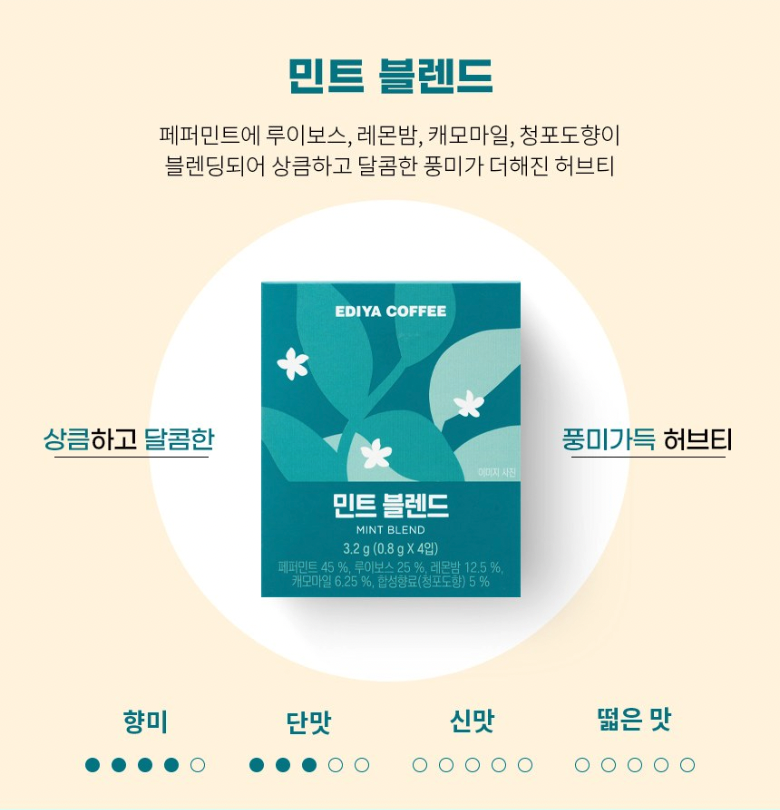 민트 블렌드
페퍼민트에 루이보스, 레몬밤, 캐모마일, 청포도향이
블렌딩되어 상큼하고 달콤한 풍미가 더해진 허브티
EDIYA COFFEE
상큼하고 달콤한
풍미가득 허브티
이미지 사진
민트 블렌드
MINT BLEND
3.2 g (0.8 g X 4입)
페퍼민트 45 %, 루이보스 25 %, 레몬밤 12.5 %,
캐모마일 6.25 %, 합성향료(청포도향) 5 %
향미 단맛 신맛 떫은 맛